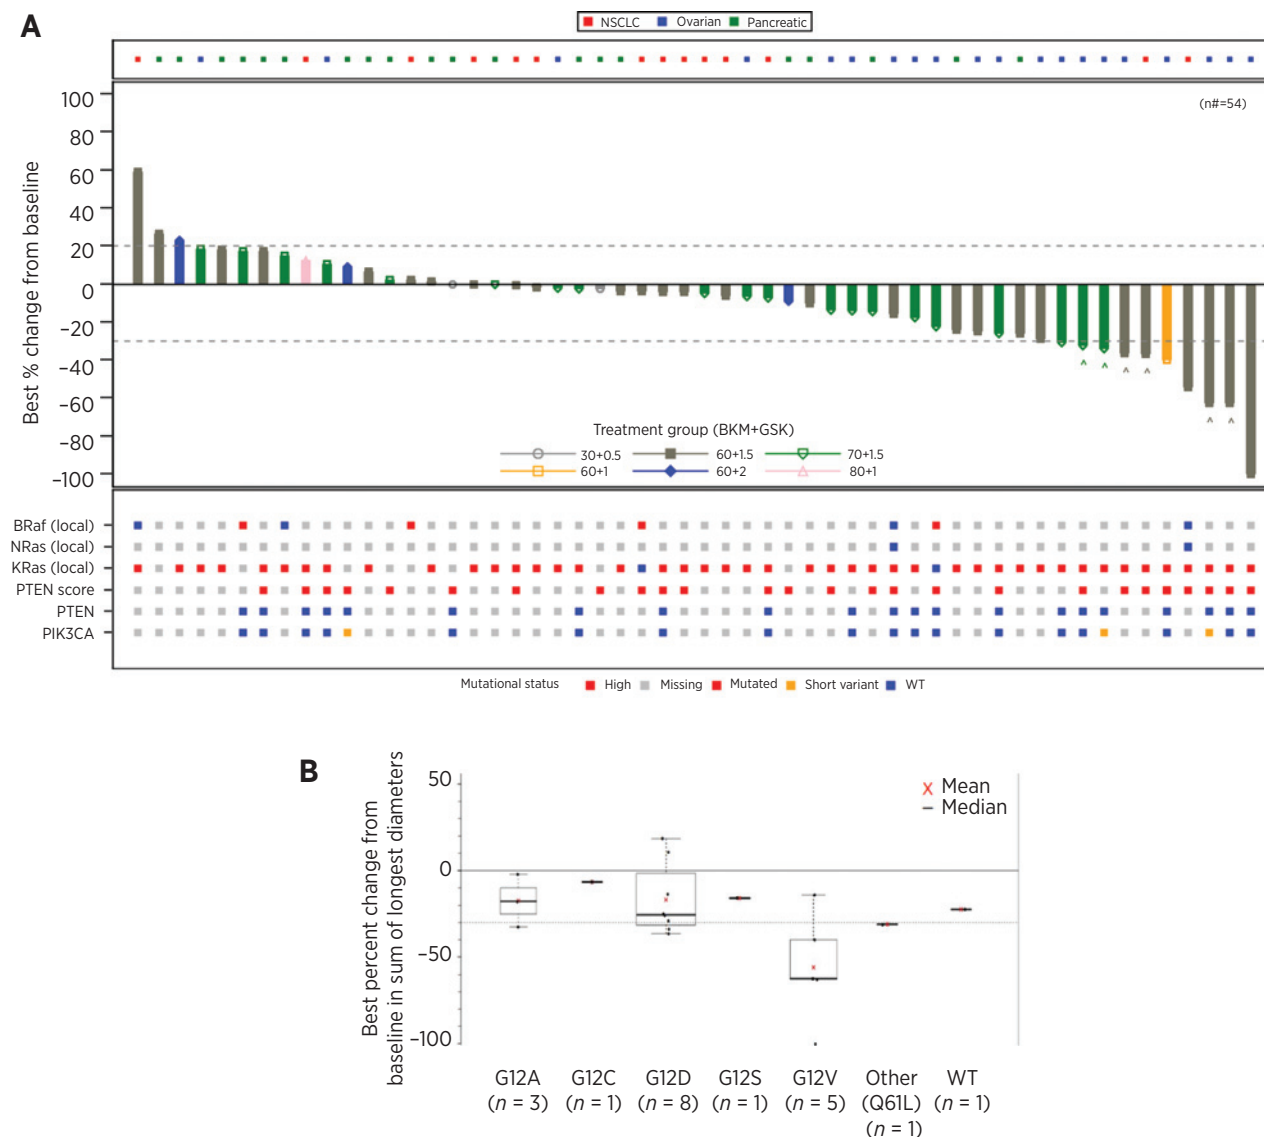 A
NSCLC Ovarian Pancreatic
(n#=54)
Best % change from baseline
100
80
60
40
20
0
−20
−40
−60
−80
−100
Treatment group (BKM+GSK)
30+0.5 60+1.5 70+1.5
60+1 60+2 80+1
BRaf (local)
NRas (local)
KRas (local)
PTEN score
PTEN
PIK3CA
Mutational status High Missing Mutated Short variant WT
B
Best percent change from
baseline in sum of longest diameters
50
0
−50
−100
Mean
Median
G12A G12C G12D G12S G12V Other WT
(n = 3) (n = 1) (n = 8) (n = 1) (n = 5) (Q61L) (n = 1)
(n = 1)